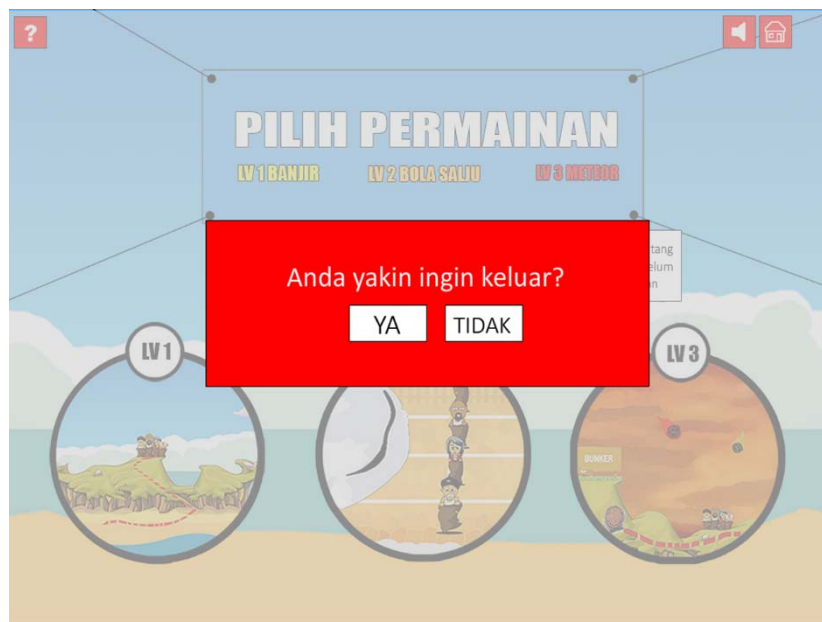 ?
PILIH PERMAINAN
LV 1 BANJIR LV 2 BOLA SALJU LV 3 METEOR
Anda yakin ingin keluar?
YA TIDAK
LV 1 LV 3
BUNKER